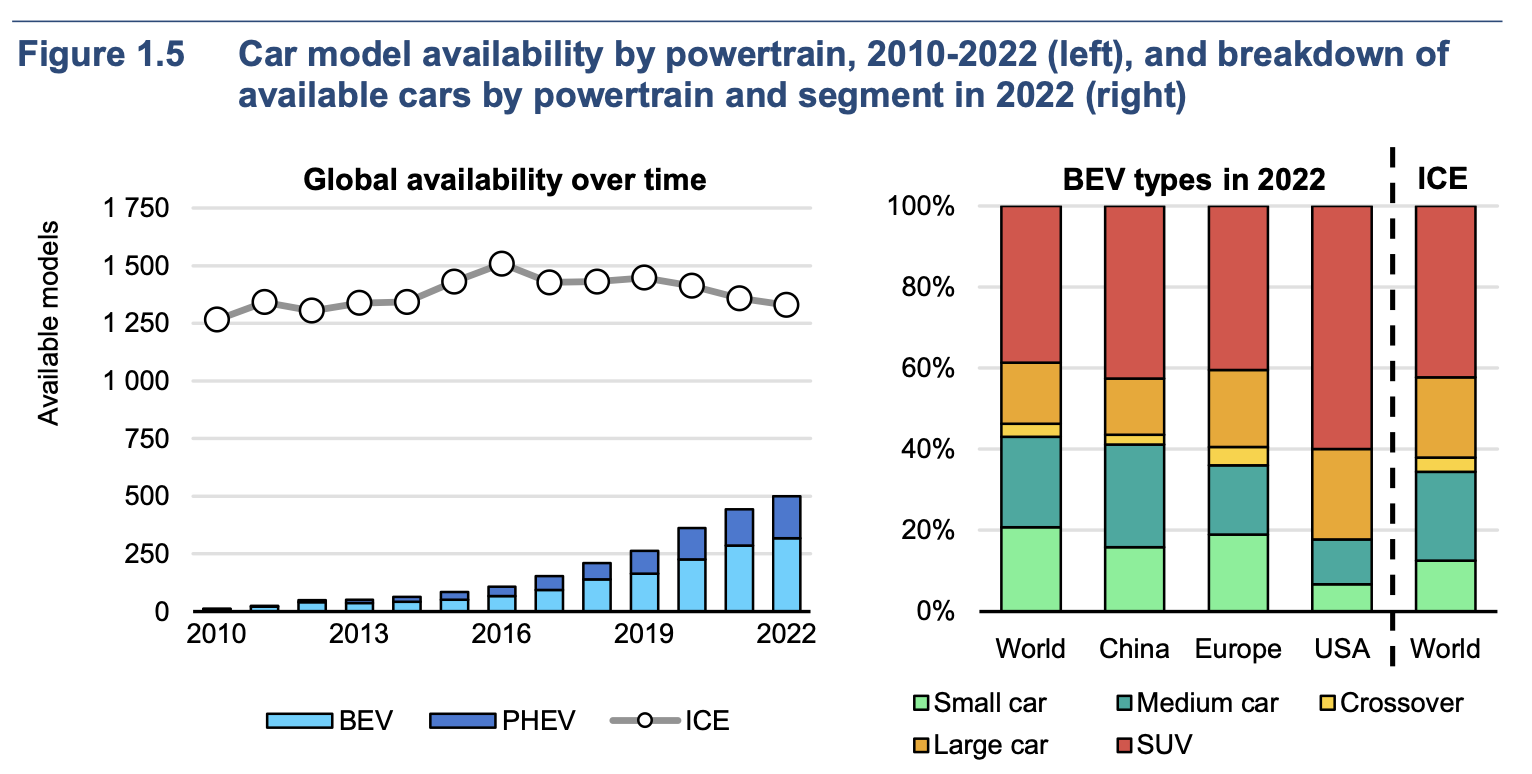 Figure 1.5 Car model availability by powertrain, 2010-2022 (left), and breakdown of
available cars by powertrain and segment in 2022 (right)
Global availability over time
Available models
1 750
1 500
1 250
1 000
750
500
250
0
2010 2013 2016 2019 2022
BEV PHEV ICE
BEV types in 2022 ICE
100%
80%
60%
40%
20%
0%
World China Europe USA World
Small car Medium car Crossover
Large car SUV